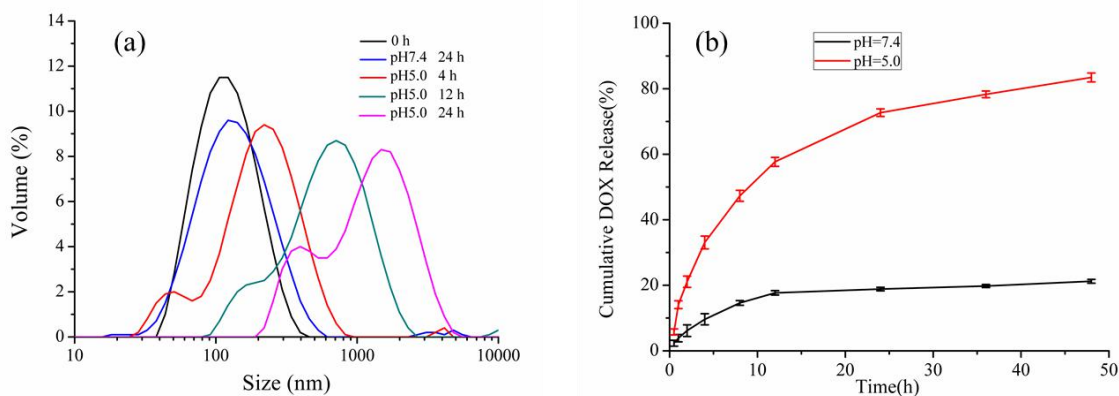 (a)
0 h
pH7.4 24 h
pH5.0 4 h
pH5.0 12 h
pH5.0 24 h
Volume (%)
14
12
10
8
6
4
2
0
10 100 1000 10000
Size (nm)
(b)
pH=7.4
pH=5.0
Cumulative DOX Release(%)
100
80
60
40
20
0
0 10 20 30 40 50
Time(h)